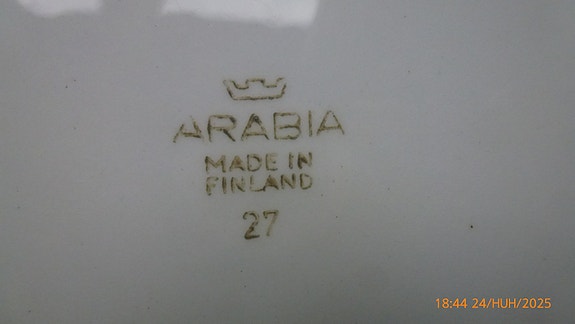 ARABIA
MADE IN
FINLAND
27
18:44 24/HUH/2025